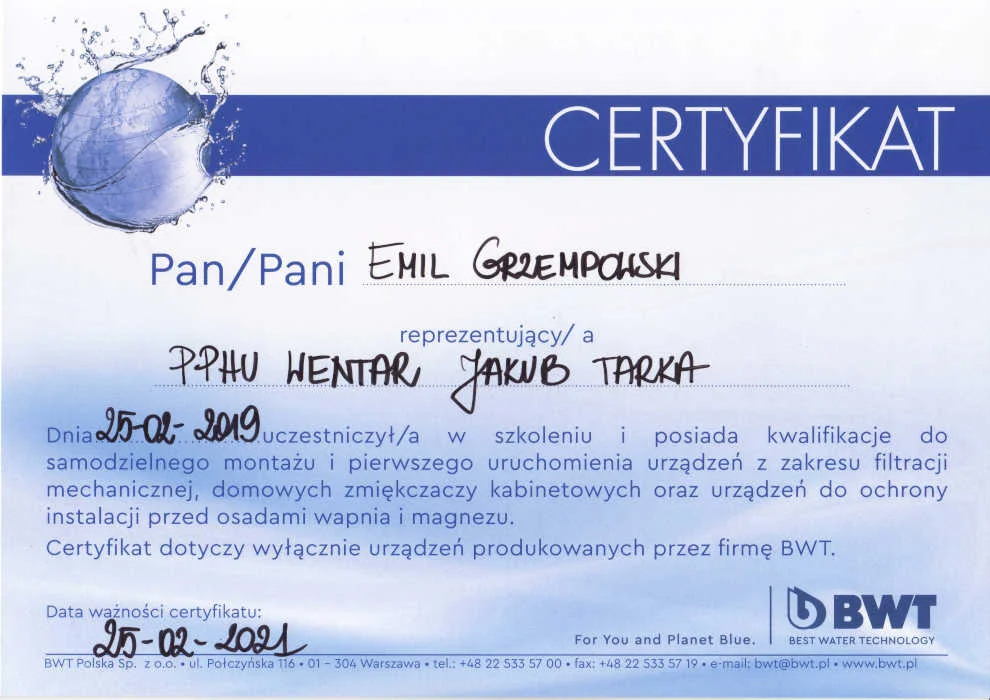 CERTYFIKAT
Pan/Pani EMIL GRZEMPOWSKI
reprezentujący/ a
P.P.H.U WENTAR JAKUB TARKA
Dnia 25-02-2019 uczestniczył/a w szkoleniu i posiada kwalifikacje do
samodzielnego montażu i pierwszego uruchomienia urządzeń z zakresu filtracji
mechanicznej, domowych zmiękczaczy kabinetowych oraz urządzeń do ochrony
instalacji przed osadami wapnia i magnezu.
Certyfikat dotyczy wyłącznie urządzeń produkowanych przez firmę BWT.
Data ważności certyfikatu:
25-02-2021
For You and Planet Blue.
BWT
BEST WATER TECHNOLOGY
BWT Polska Sp. z o.o. • ul. Połczyńska 116 • 01 – 304 Warszawa • tel.: +48 22 533 57 00 • fax: +48 22 533 57 19 • e-mail: bwt@bwt.pl • www.bwt.pl